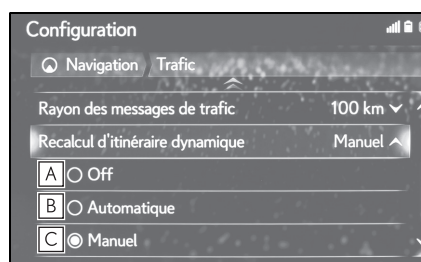 Configuration
Navigation Trafic
Rayon des messages de trafic 100 km
Recalcul d'itinéraire dynamique Manuel
A Off
B Automatique
C Manuel